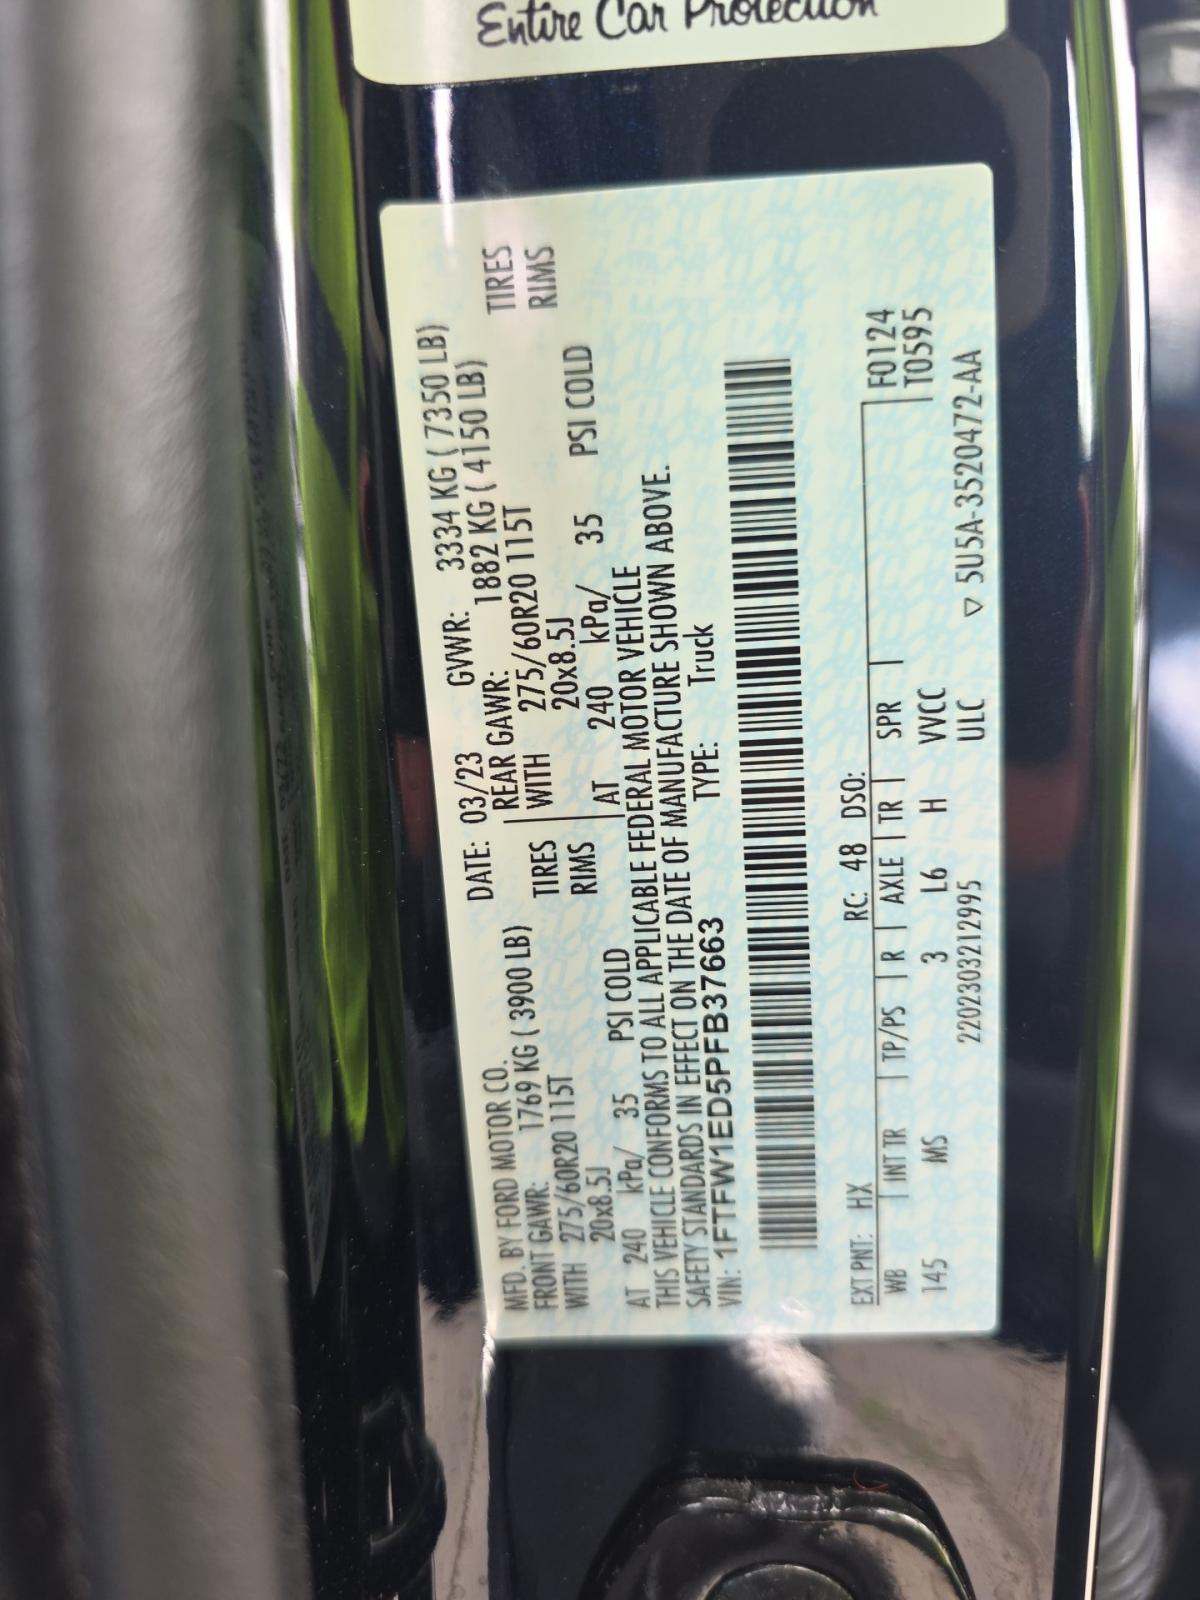 Entire Car Protection
MFD. BY FORD MOTOR CO.
DATE: 03/23 GVWR: 3334 KG ( 7350 LB)
FRONT GAWR: 1769 KG ( 3900 LB)
REAR GAWR: 1882 KG ( 4150 LB)
WITH 275/60R20 115T TIRES
WITH 275/60R20 115T TIRES
20x8.5J RIMS
20x8.5J RIMS
AT 240 kPa/ 35 PSI COLD
AT 240 kPa/ 35 PSI COLD
THIS VEHICLE CONFORMS TO ALL APPLICABLE FEDERAL MOTOR VEHICLE
SAFETY STANDARDS IN EFFECT ON THE DATE OF MANUFACTURE SHOWN ABOVE.
VIN: 1FTFW1ED5PFB37663 TYPE: Truck
EXT PNT: HX RC: 48 DSO:
WB INT TR TP/PS R AXLE TR SPR F0124
145 MS 3 L6 H VVCC T0595
2202303212995 ULC
▽ 5U5A-3520472-AA